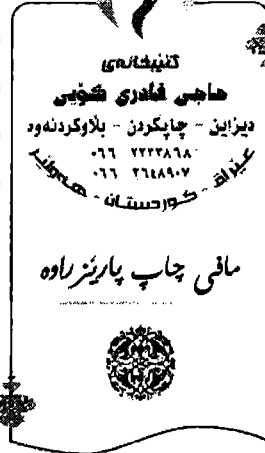 کتێبخانەی
حاجی قادری کۆیی
دیزاین - چاپکردن - بڵاوکردنەوە
٠٦٦ ٢٢٢٣٨٦٨
٠٦٦ ٢٦٤٨٩٠٧
عێراق - کوردستان - هەولێر
مافی چاپ پارێزراوە